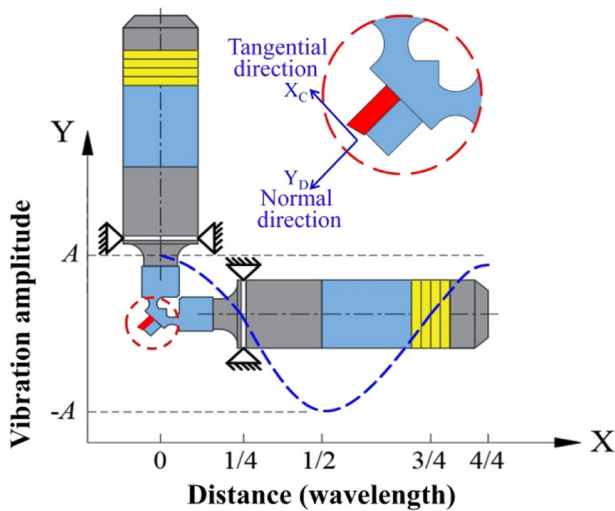 Tangential
direction
X_C
Y_D
Normal
direction
Y
Vibration amplitude
A
-A
0
1/4
1/2
3/4
4/4
X
Distance (wavelength)